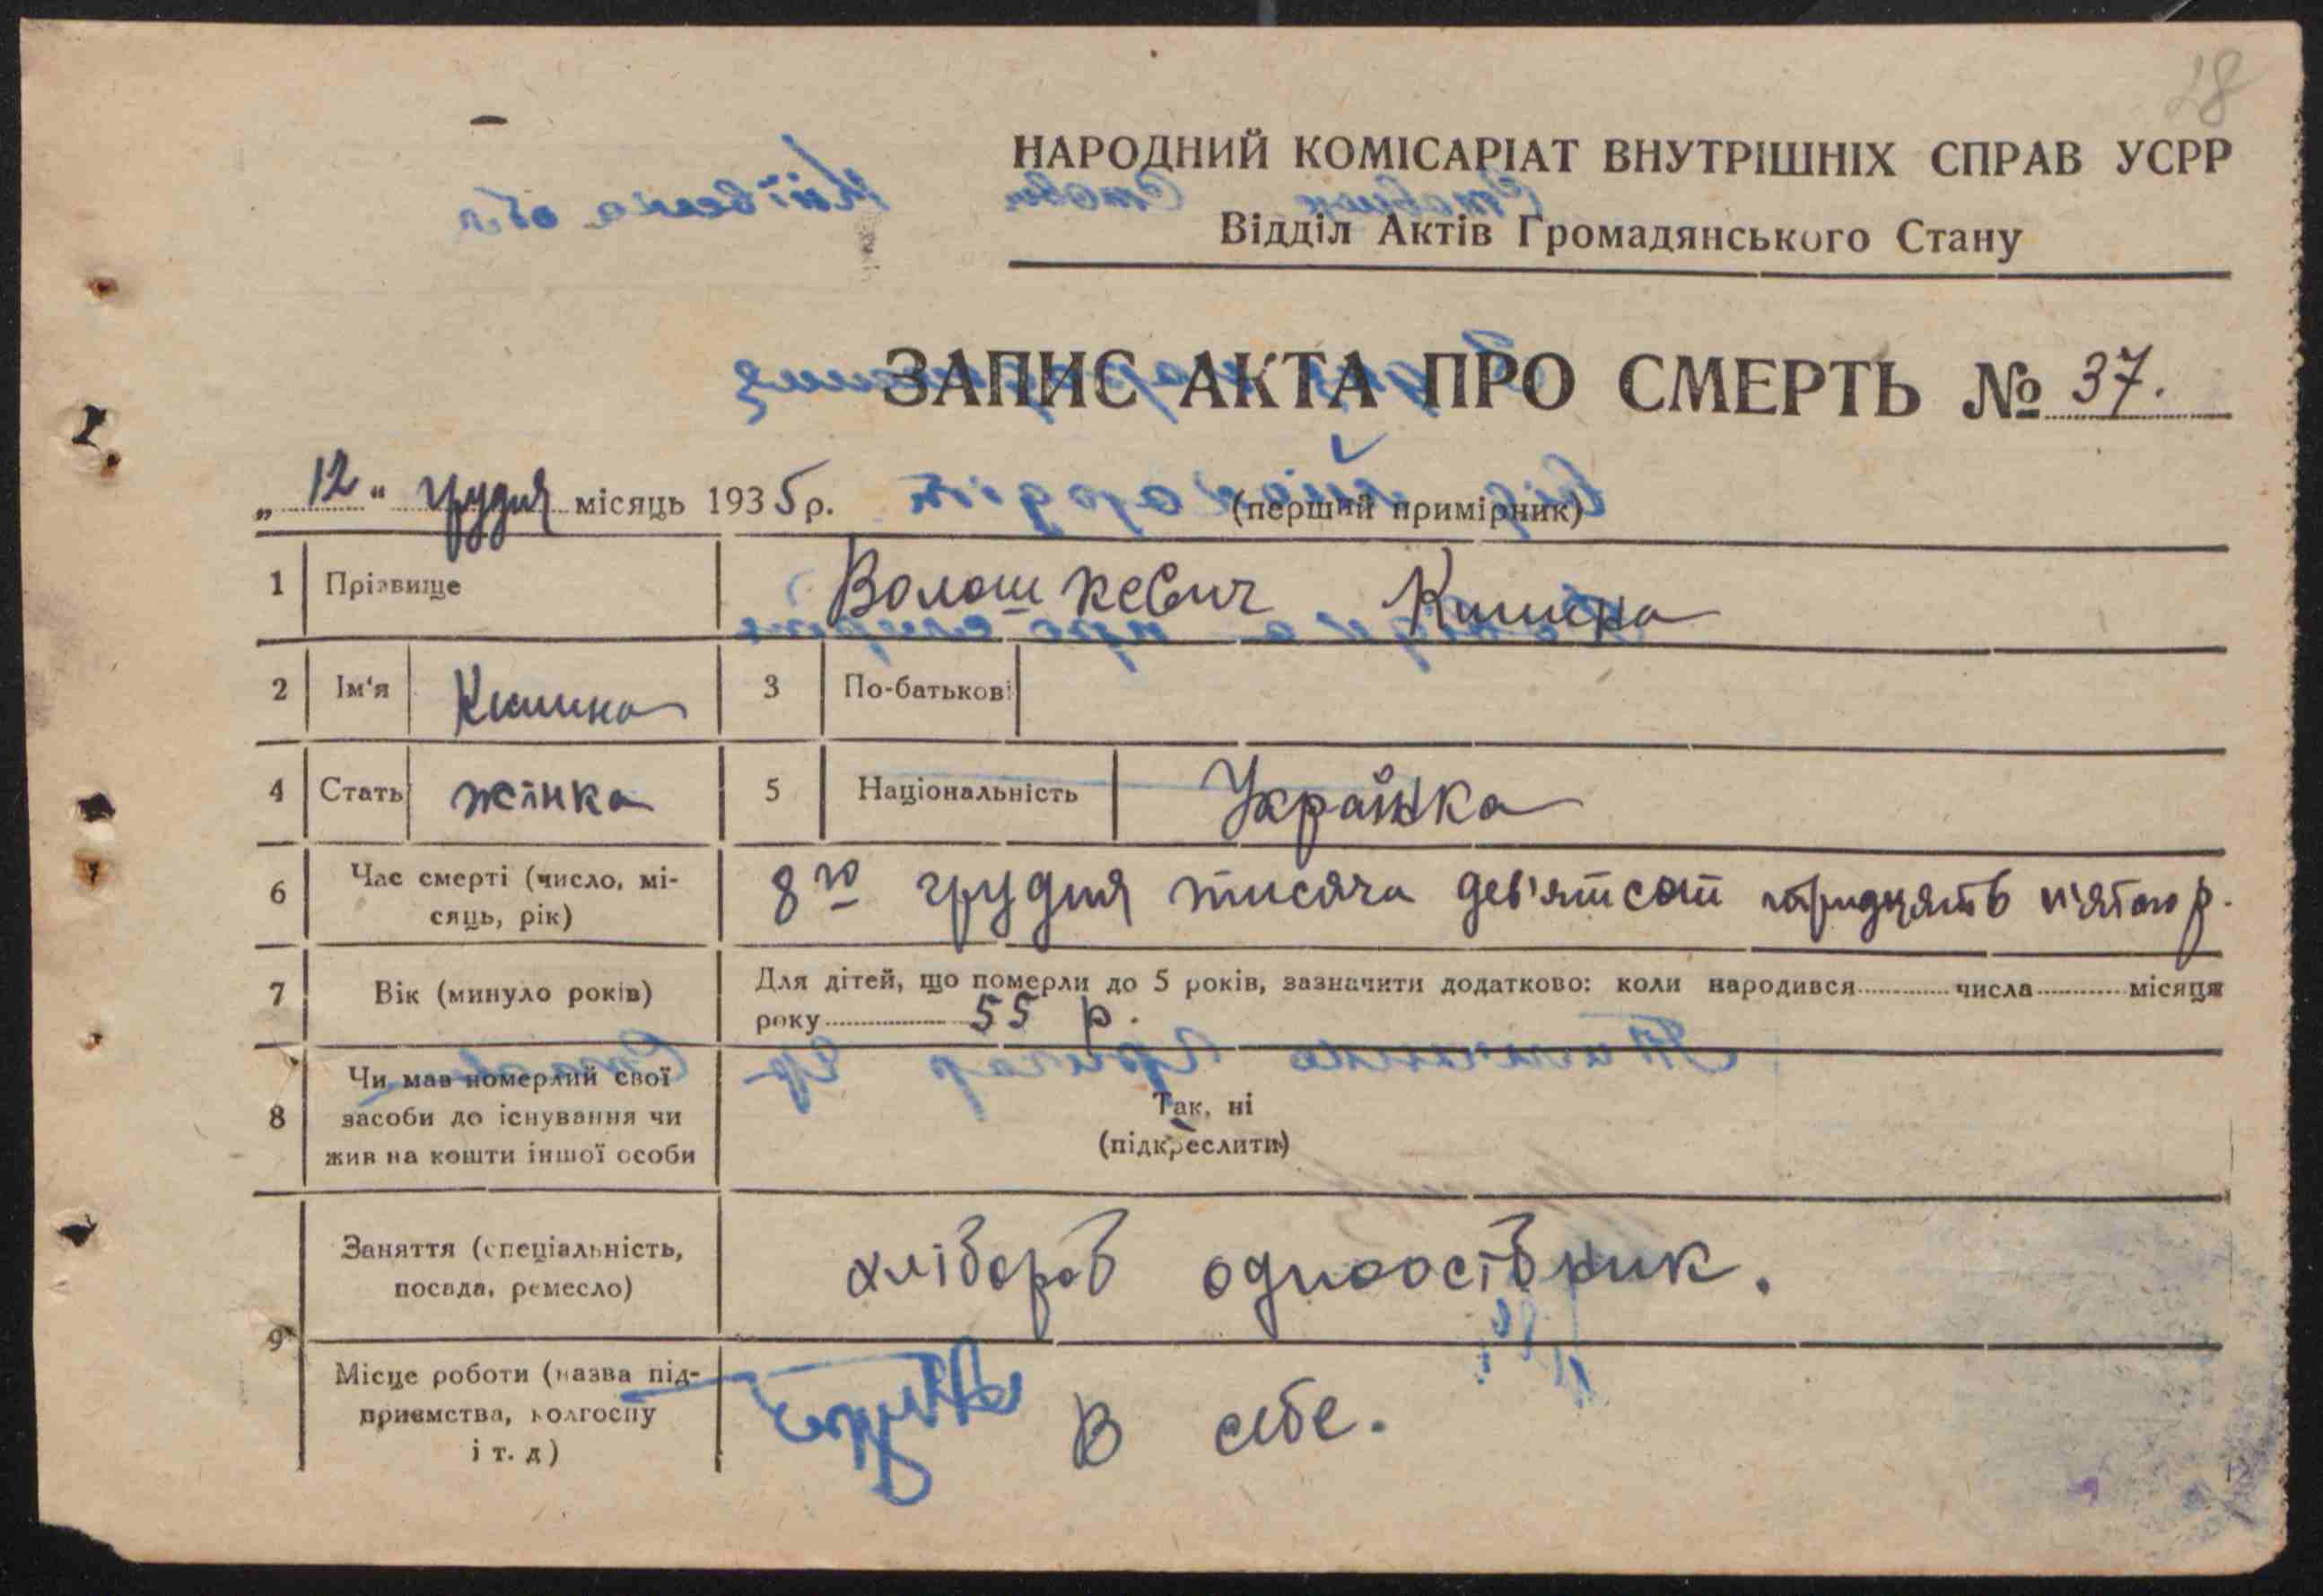 28
НАРОДНИЙ КОМІСАРІАТ ВНУТРІШНІХ СПРАВ УСРР
Відділ Актів Громадянського Стану
ЗАПИС АКТА ПРО СМЕРТЬ № 37.
„12" грудня місяць 1935 р. (перший примірник)
1 Прізвище Волошкевич Килина
2 Ім'я Килина 3 По-батькові
4 Стать жінка 5 Національність Українка
6 Час смерті (число, мі-
сяць, рік) 8го грудня тисяча дев'ятсот тридцять п'ятого р.
7 Вік (минуло років) Для дітей, що померли до 5 років, зазначити додатково: коли народився числа місяця
року 55 р.
8 Чи мав померлий свої
засоби до існування чи
жив на кошти іншої особи
Так, ні
(підкреслити)
9 Заняття (спеціальність,
посада, ремесло) хлібороб одноосібник.
Місце роботи (назва під-
приємства, колгоспу
і т. д) В себе.